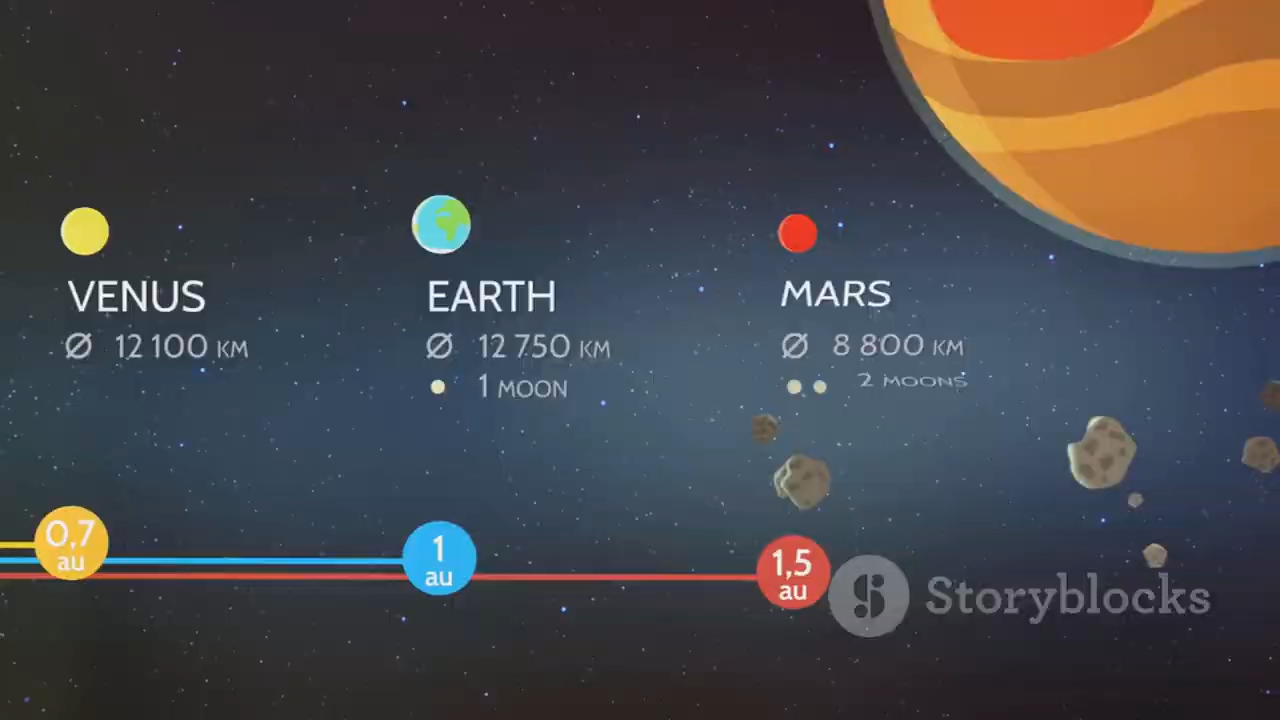 VENUS
Ø 12 100 KM
EARTH
Ø 12 750 KM
1 MOON
MARS
Ø 8 800 KM
2 MOONS
0,7
au
1
au
1,5
au
Storyblocks